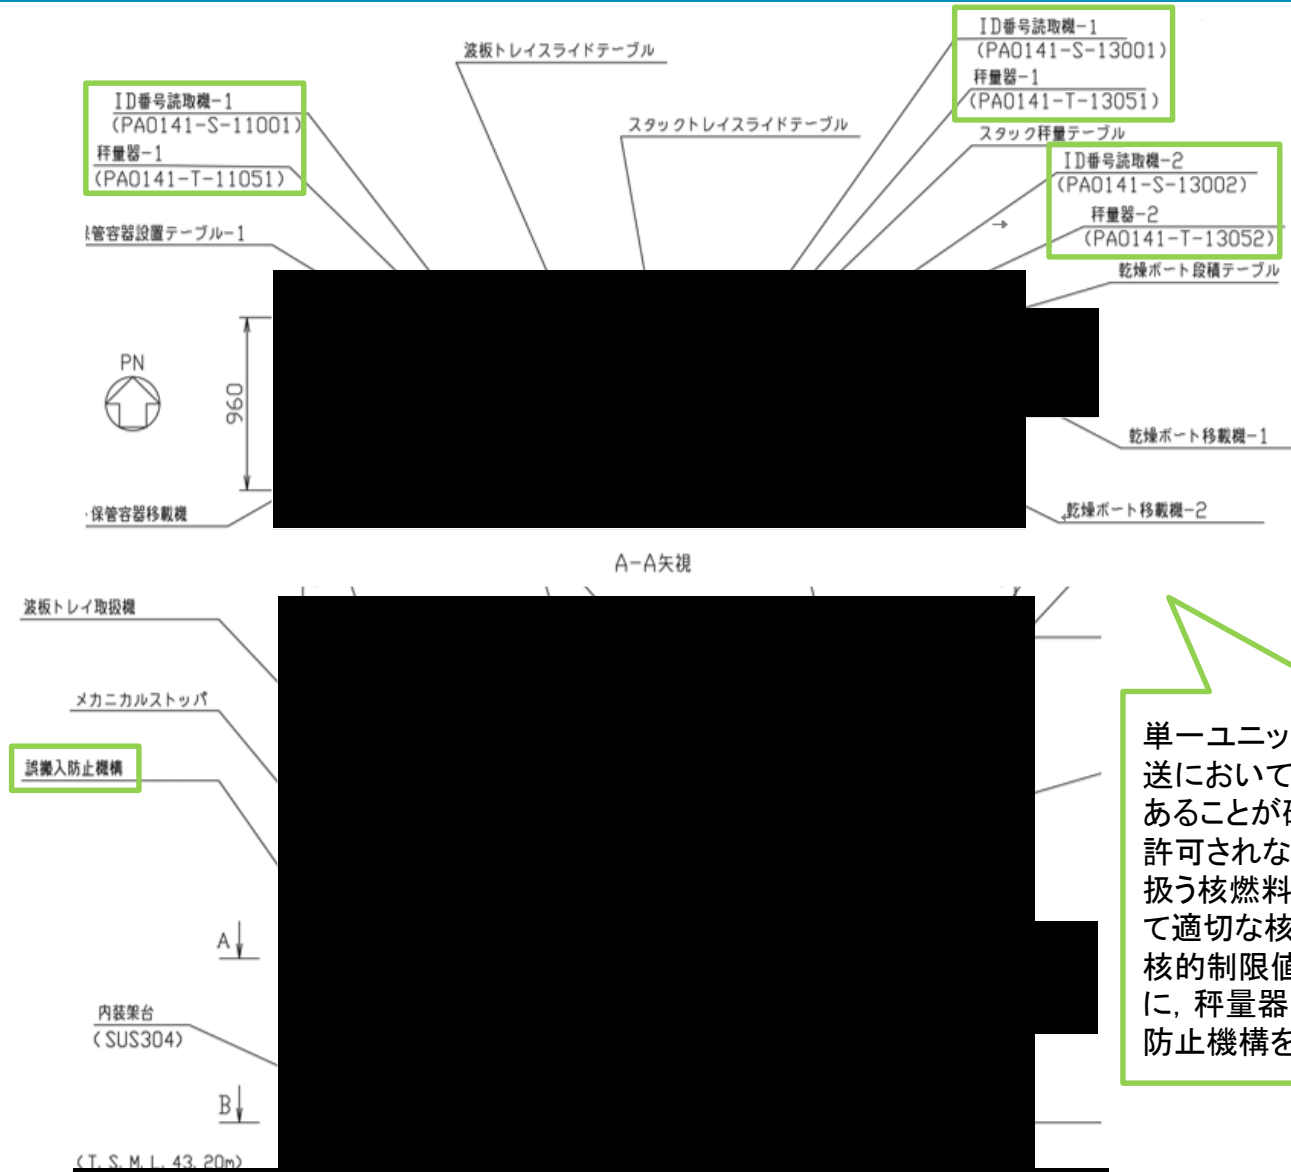 ID番号読取機-1
(PA0141-S-13001)
秤量器-1
(PA0141-T-13051)
波板トレイスライドテーブル
ID番号読取機-1
(PA0141-S-11001)
秤量器-1
(PA0141-T-11051)
スタックトレイスライドテーブル
スタック秤量テーブル
ID番号読取機-2
(PA0141-S-13002)
秤量器-2
(PA0141-T-13052)
管容器設置テーブル-1
乾燥ボート段積テーブル
PN
960
乾燥ボート移載機-1
保管容器移載機
乾燥ボート移載機-2
A-A矢視
波板トレイ取扱機
メカニカルストッパ
誤搬入防止機構
単一ユニッ
送において
あることが
許可されな
扱う核燃料
て適切な核
核的制限値
に，秤量器
防止機構を
A
内装架台
(SUS304)
B
(T. S. M. L. 43. 20m)